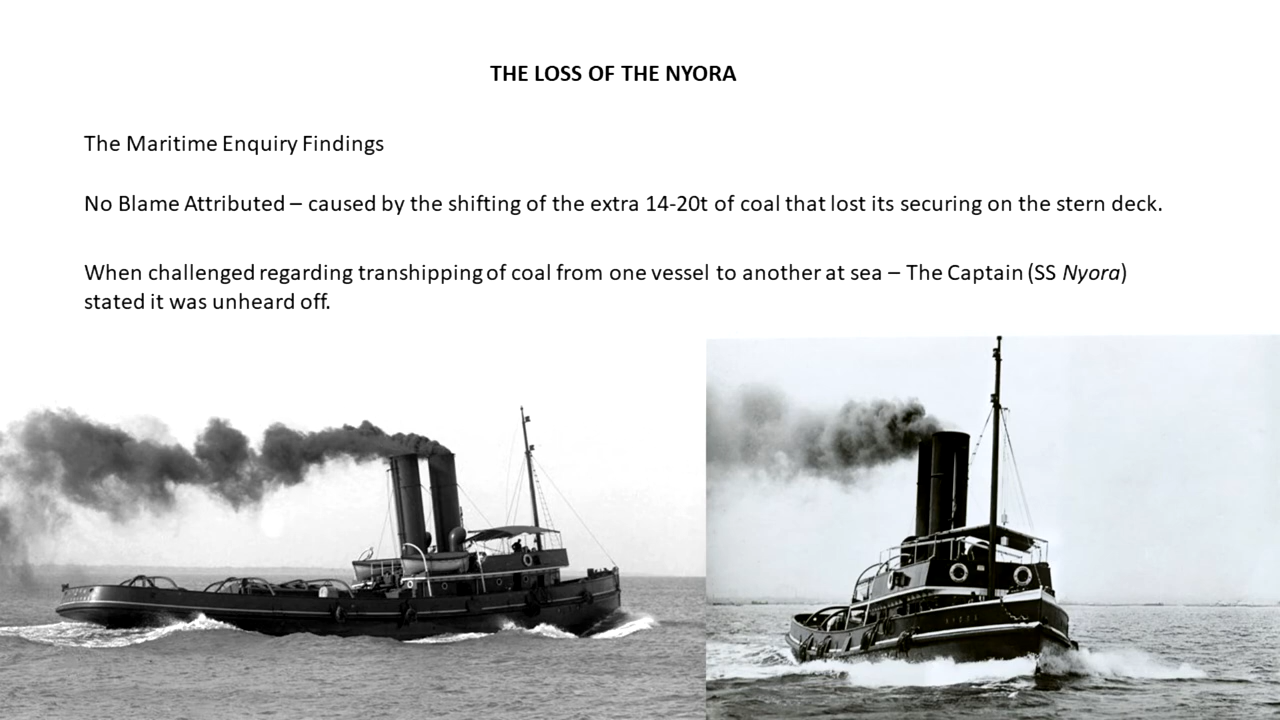 THE LOSS OF THE NYORA
The Maritime Enquiry Findings
No Blame Attributed – caused by the shifting of the extra 14-20t of coal that lost its securing on the stern deck.
When challenged regarding transhipping of coal from one vessel to another at sea – The Captain (SS Nyora)
stated it was unheard off.